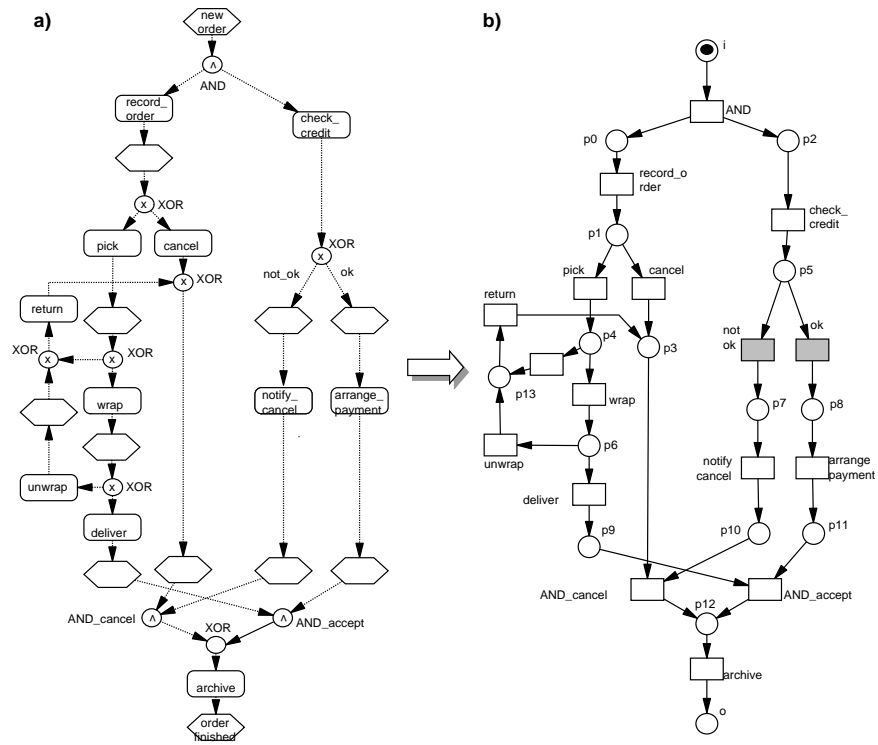 a)
new
order
ʌ
AND
record_
order
check_
credit
x
XOR
pick
cancel
XOR
x
not_ok
ok
x
XOR
return
XOR
x
x
XOR
wrap
notify_
cancel
arrange_
payment
unwrap
x
XOR
deliver
AND_cancel
ʌ
ʌ
AND_accept
XOR
archive
order
finished
b)
i
AND
p0
p2
record_o
rder
check_
credit
p1
p5
pick
cancel
return
not
ok
ok
p4
p3
p13
wrap
p7
p8
p6
unwrap
notify
cancel
arrange
payment
deliver
p9
p10
p11
AND_cancel
p12
AND_accept
archive
o